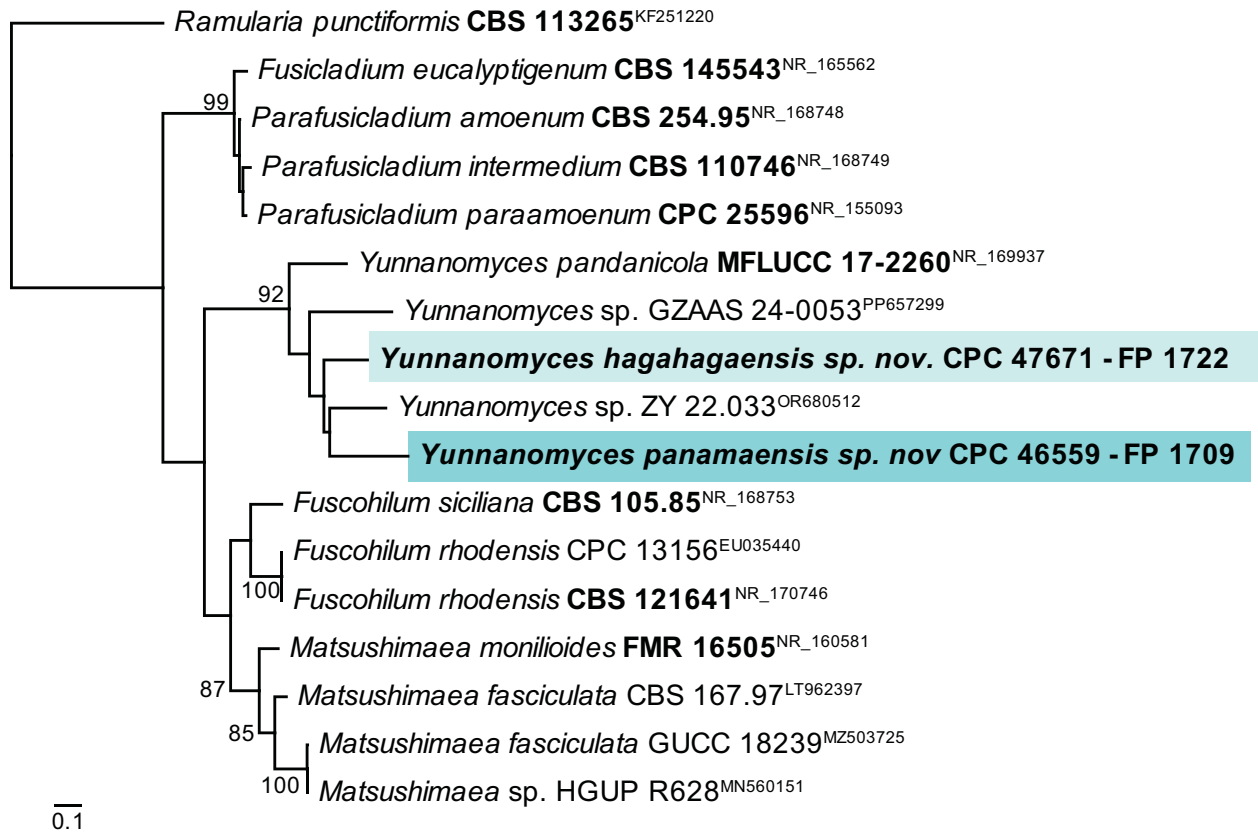 Ramularia punctiformis CBS 113265KF251220
Fusicladium eucalyptigenum CBS 145543NR_165562
99
Parafusicladium amoenum CBS 254.95NR_168748
Parafusicladium intermedium CBS 110746NR_168749
Parafusicladium paraamoenum CPC 25596NR_155093
Yunnanomyces pandanicola MFLUCC 17-2260NR_169937
92
Yunnanomyces sp. GZAAS 24-0053PP657299
Yunnanomyces hagahagaensis sp. nov. CPC 47671 - FP 1722
Yunnanomyces sp. ZY 22.033OR680512
Yunnanomyces panamaensis sp. nov CPC 46559 - FP 1709
Fuscohilum siciliana CBS 105.85NR_168753
Fuscohilum rhodensis CPC 13156EU035440
100
Fuscohilum rhodensis CBS 121641NR_170746
Matsushimaea monilioides FMR 16505NR_160581
87
Matsushimaea fasciculata CBS 167.97LT962397
85
Matsushimaea fasciculata GUCC 18239MZ503725
100
Matsushimaea sp. HGUP R628MN560151
0.1